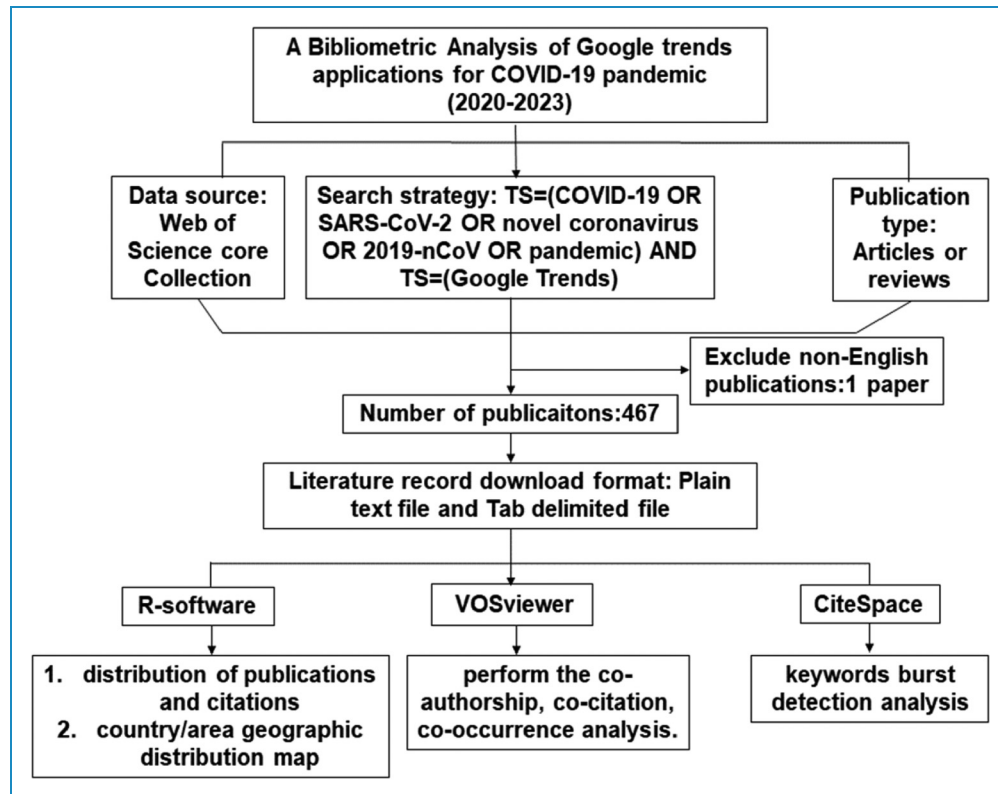 A Bibliometric Analysis of Google trends
applications for COVID-19 pandemic
(2020-2023)
Data source:
Web of
Science core
Collection
Search strategy: TS=(COVID-19 OR
SARS-CoV-2 OR novel coronavirus
OR 2019-nCoV OR pandemic) AND
TS=(Google Trends)
Publication
type:
Articles or
reviews
Exclude non-English
publications:1 paper
Number of publicaitons:467
Literature record download format: Plain
text file and Tab delimited file
R-software
VOSviewer
CiteSpace
1. distribution of publications
and citations
2. country/area geographic
distribution map
perform the co-
authorship, co-citation,
co-occurrence analysis.
keywords burst
detection analysis